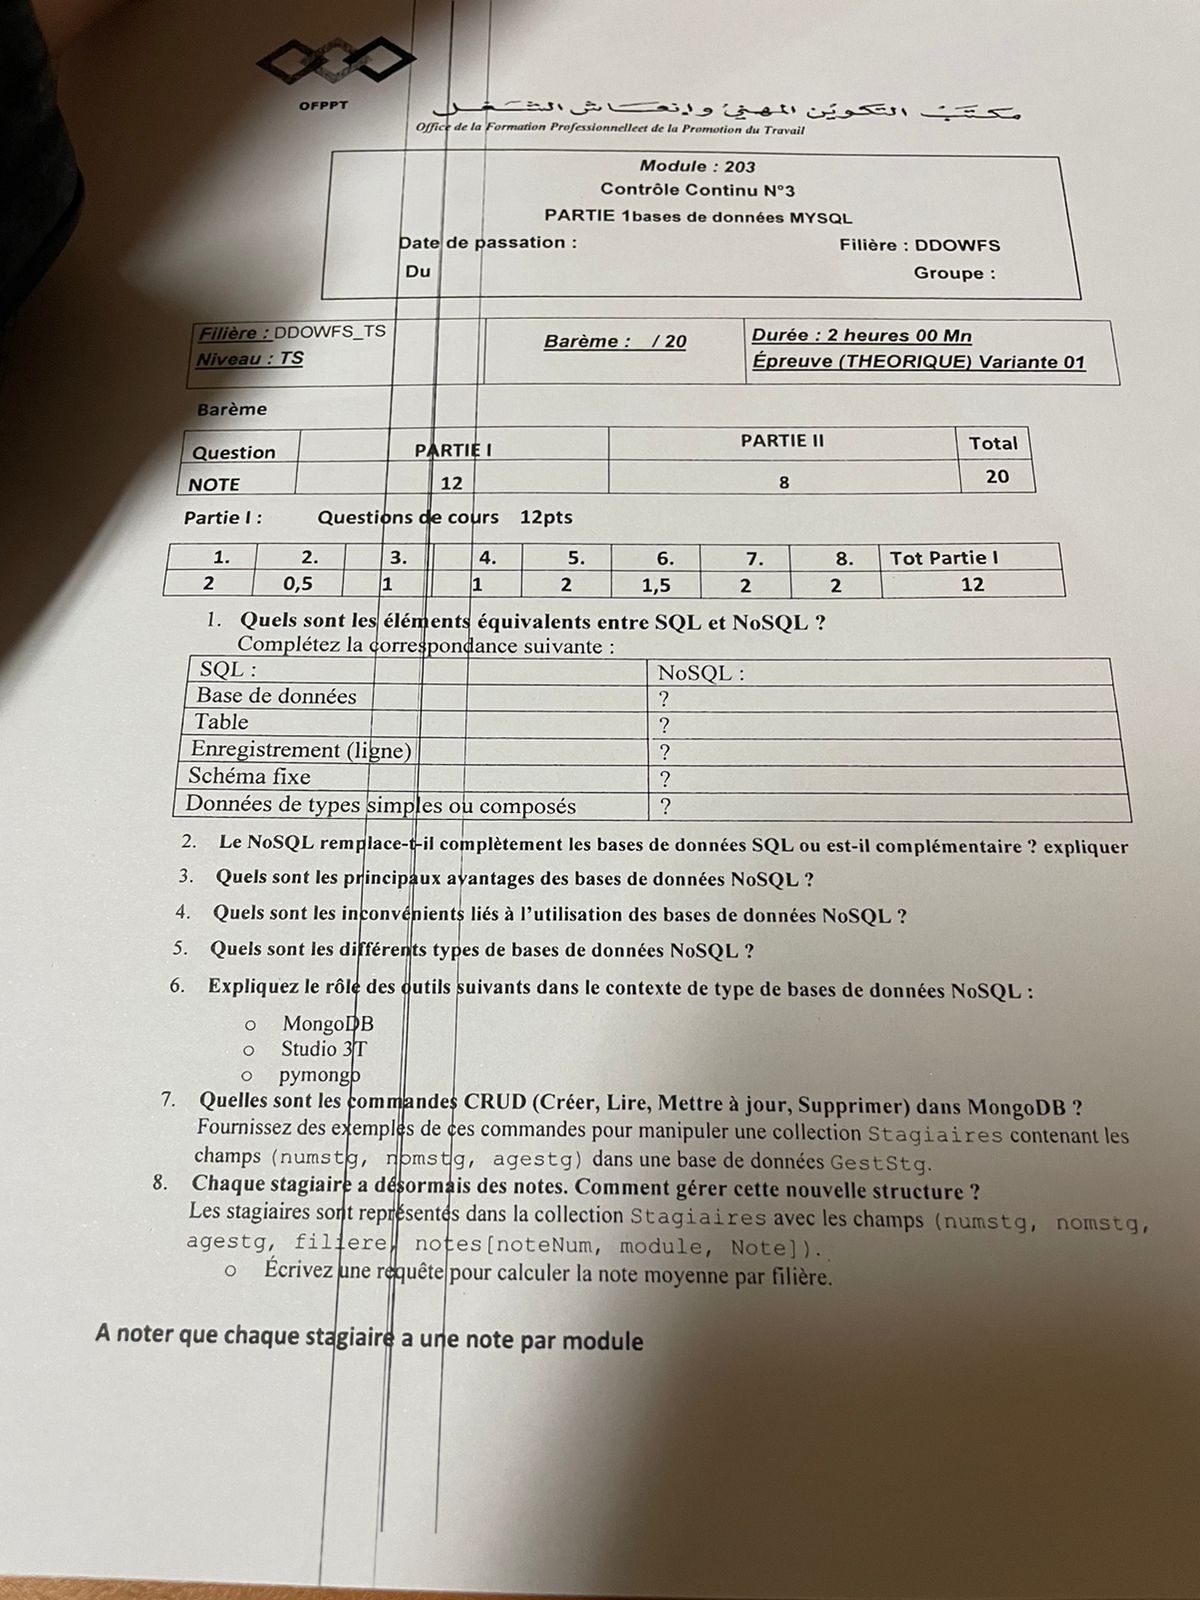 OFPPT
مكتب التكوين المهني وإنعاش الشغل
Office de la Formation Professionnelleet de la Promotion du Travail
Module : 203
Contrôle Continu N°3
PARTIE 1bases de données MYSQL
Date de passation : Filière : DDOWFS
Du Groupe :
Filière : DDOWFS_TS Barème : / 20 Durée : 2 heures 00 Mn
Niveau : TS Épreuve (THEORIQUE) Variante 01
Barème
Question PARTIE I PARTIE II Total
NOTE 12 8 20
Partie I : Questions de cours 12pts
1. 2. 3. 4. 5. 6. 7. 8. Tot Partie I
2 0,5 1 1 2 1,5 2 2 12
1. Quels sont les éléments équivalents entre SQL et NoSQL ?
Complétez la correspondance suivante :
SQL : NoSQL :
Base de données ?
Table ?
Enregistrement (ligne) ?
Schéma fixe ?
Données de types simples ou composés ?
2. Le NoSQL remplace-t-il complètement les bases de données SQL ou est-il complémentaire ? expliquer
3. Quels sont les principaux avantages des bases de données NoSQL ?
4. Quels sont les inconvénients liés à l'utilisation des bases de données NoSQL ?
5. Quels sont les différents types de bases de données NoSQL ?
6. Expliquez le rôle des outils suivants dans le contexte de type de bases de données NoSQL :
o MongoDB
o Studio 3T
o pymongo
7. Quelles sont les commandes CRUD (Créer, Lire, Mettre à jour, Supprimer) dans MongoDB ?
Fournissez des exemples de ces commandes pour manipuler une collection Stagiaires contenant les
champs (numstg, nomstg, agestg) dans une base de données GestStg.
8. Chaque stagiaire a désormais des notes. Comment gérer cette nouvelle structure ?
Les stagiaires sont représentés dans la collection Stagiaires avec les champs (numstg, nomstg,
agestg, filiere, notes[noteNum, module, Note]).
o Écrivez une requête pour calculer la note moyenne par filière.
A noter que chaque stagiaire a une note par module